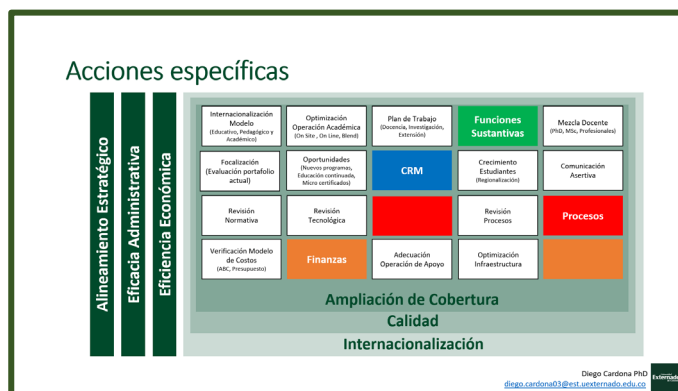 Acciones específicas
Alineamiento Estratégico
Eficacia Administrativa
Eficiencia Económica
Internacionalización
Modelo
(Educativo, Pedagógico y
Académico)
Optimización
Operación Académica
(On Site , On Line, Blend)
Plan de Trabajo
(Docencia, Investigación,
Extensión)
Funciones
Sustantivas
Mezcla Docente
(PhD, MSc, Profesionales)
Focalización
(Evaluación portafolio
actual)
Oportunidades
(Nuevos programas,
Educación continuada,
Micro certificados)
CRM
Crecimiento
Estudiantes
(Regionalización)
Comunicación
Asertiva
Revisión
Normativa
Revisión
Tecnológica
Revisión
Procesos
Procesos
Verificación Modelo
de Costos
(ABC, Presupuesto)
Finanzas
Adecuación
Operación de Apoyo
Optimización
Infraestructura
Ampliación de Cobertura
Calidad
Internacionalización
Diego Cardona PhD
diego.cardona03@est.uexternado.edu.co
Externado